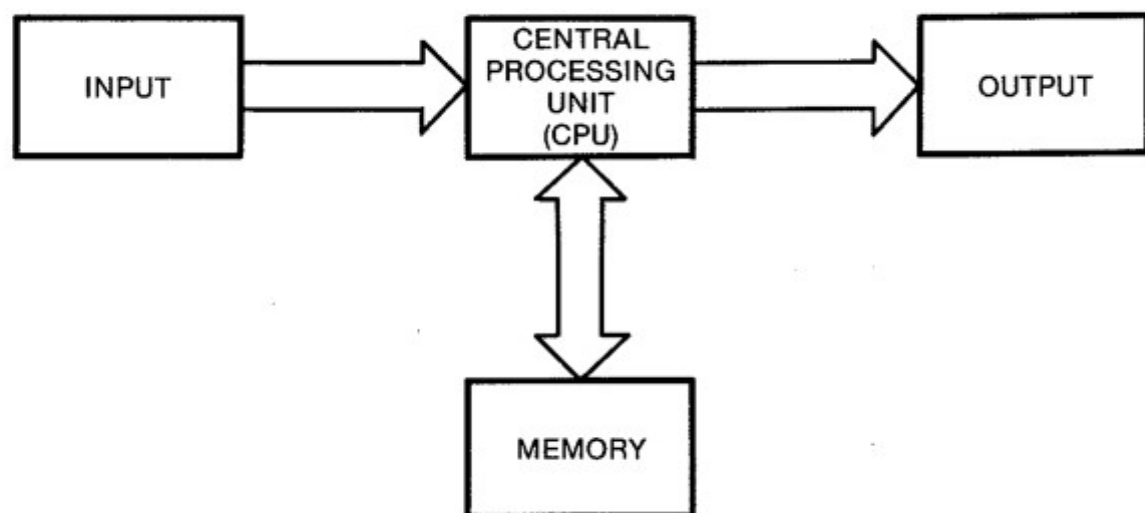 INPUT
CENTRAL
PROCESSING
UNIT
(CPU)
OUTPUT
MEMORY